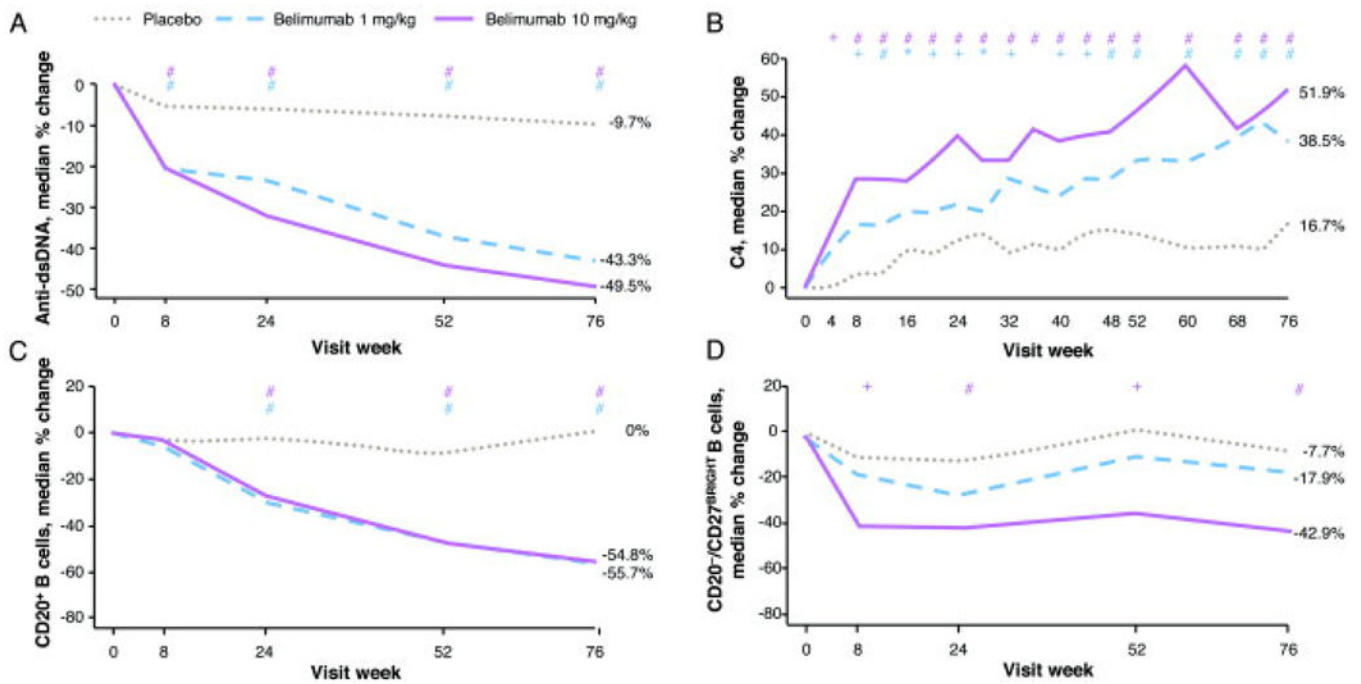 A
Placebo Belimumab 1 mg/kg Belimumab 10 mg/kg
Anti-dsDNA, median % change
# # # #
# # # #
0
-10
-20
-30
-40
-50
-9.7%
-43.3%
-49.5%
0 8 24 52 76
Visit week
B
C4, median % change
+ # # # # # # # # # # # # # # #
+ # * + + * + + + # # # # # #
60
50
40
30
20
10
0
51.9%
38.5%
16.7%
0 4 8 16 24 32 40 48 52 60 68 76
Visit week
C
CD20+ B cells, median % change
# # #
# # #
20
0
-20
-40
-60
-80
0%
-54.8%
-55.7%
0 8 24 52 76
Visit week
D
CD20–/CD27BRIGHT B cells,
median % change
+ # + #
20
0
-20
-40
-60
-80
-7.7%
-17.9%
-42.9%
0 8 24 52 76
Visit week